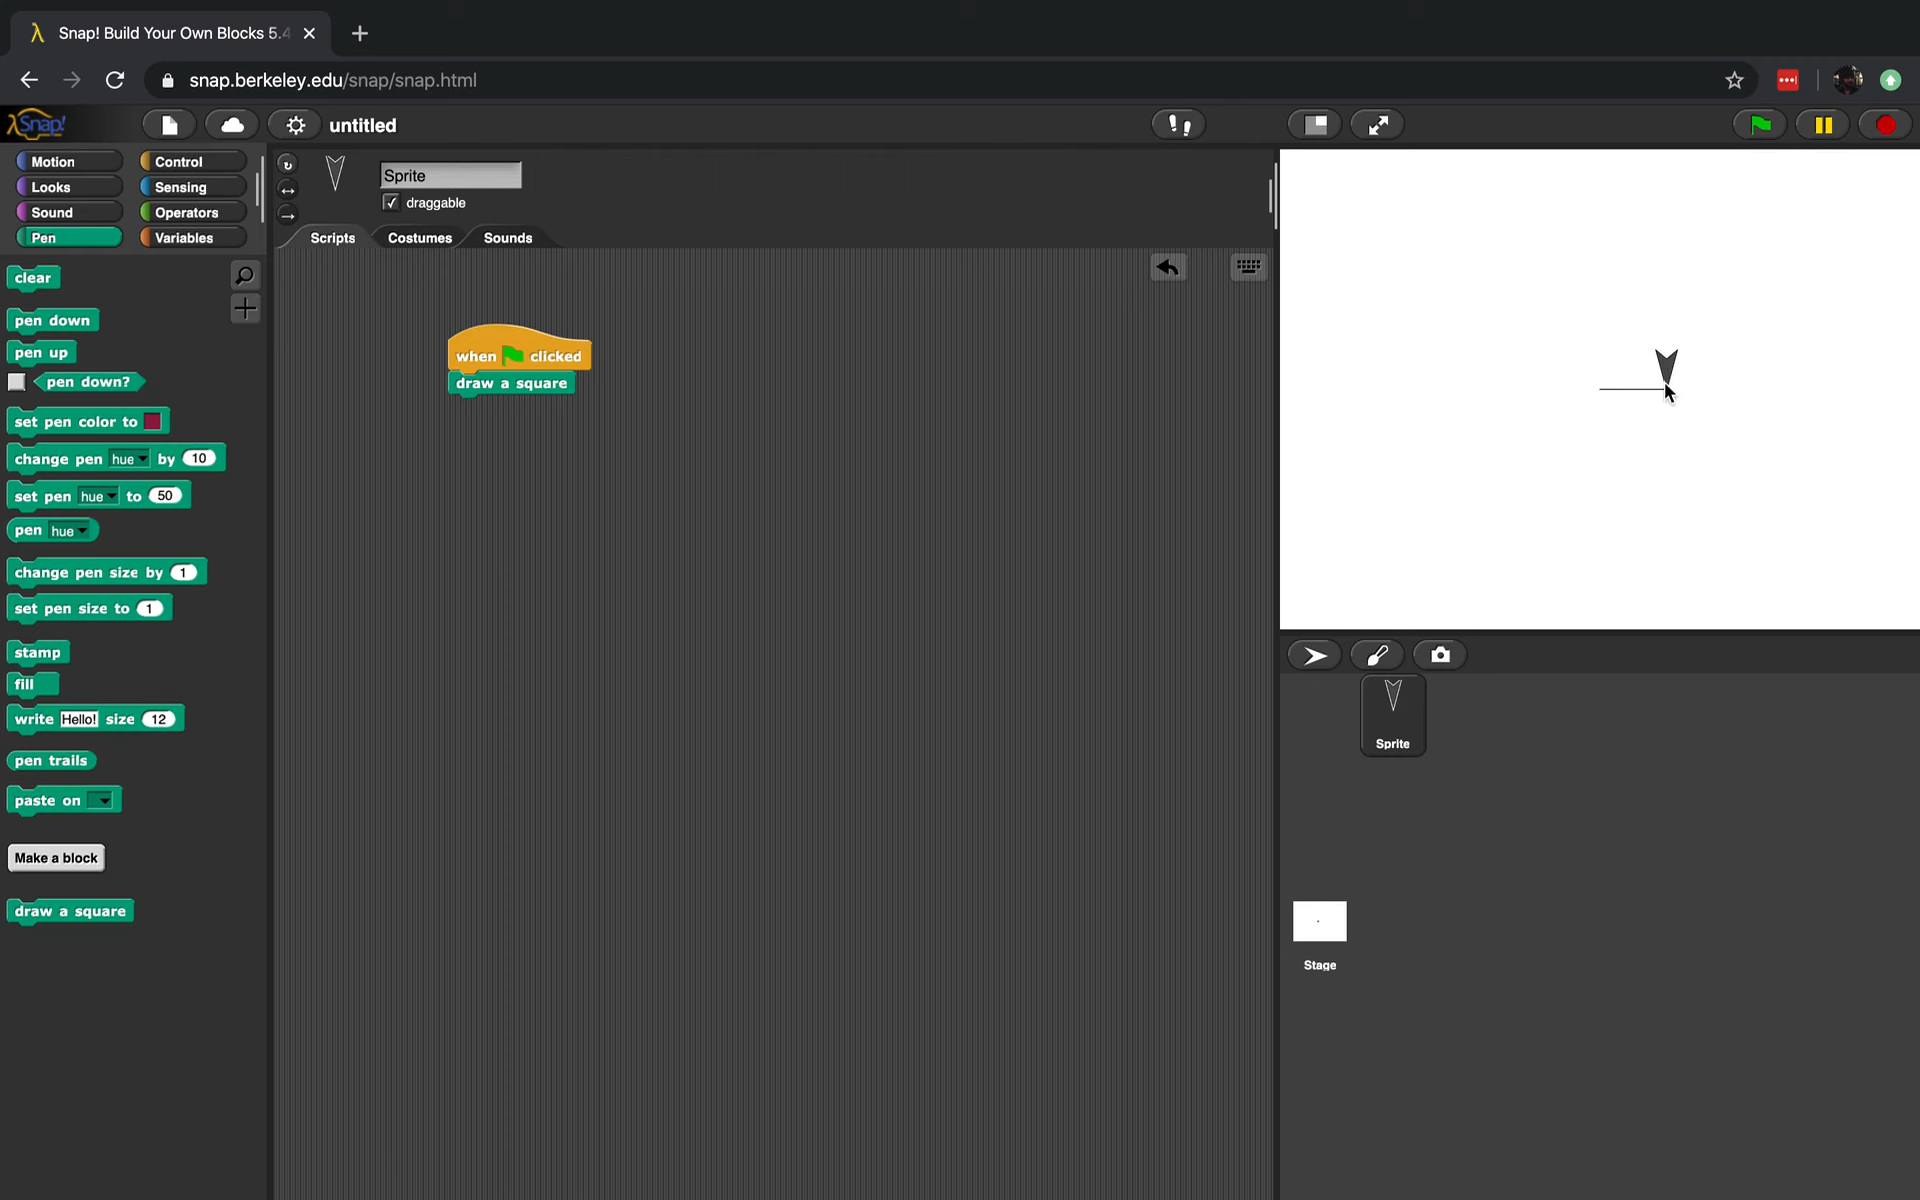 Snap! Build Your Own Blocks 5.4
snap.berkeley.edu/snap/snap.html
Snap!
untitled
Motion
Control
Looks
Sensing
Sound
Operators
Pen
Variables
Sprite
draggable
Scripts
Costumes
Sounds
clear
pen down
pen up
pen down?
set pen color to
change pen hue by 10
set pen hue to 50
pen hue
change pen size by 1
set pen size to 1
stamp
fill
write Hello! size 12
pen trails
paste on
Make a block
draw a square
when clicked
draw a square
Sprite
Stage